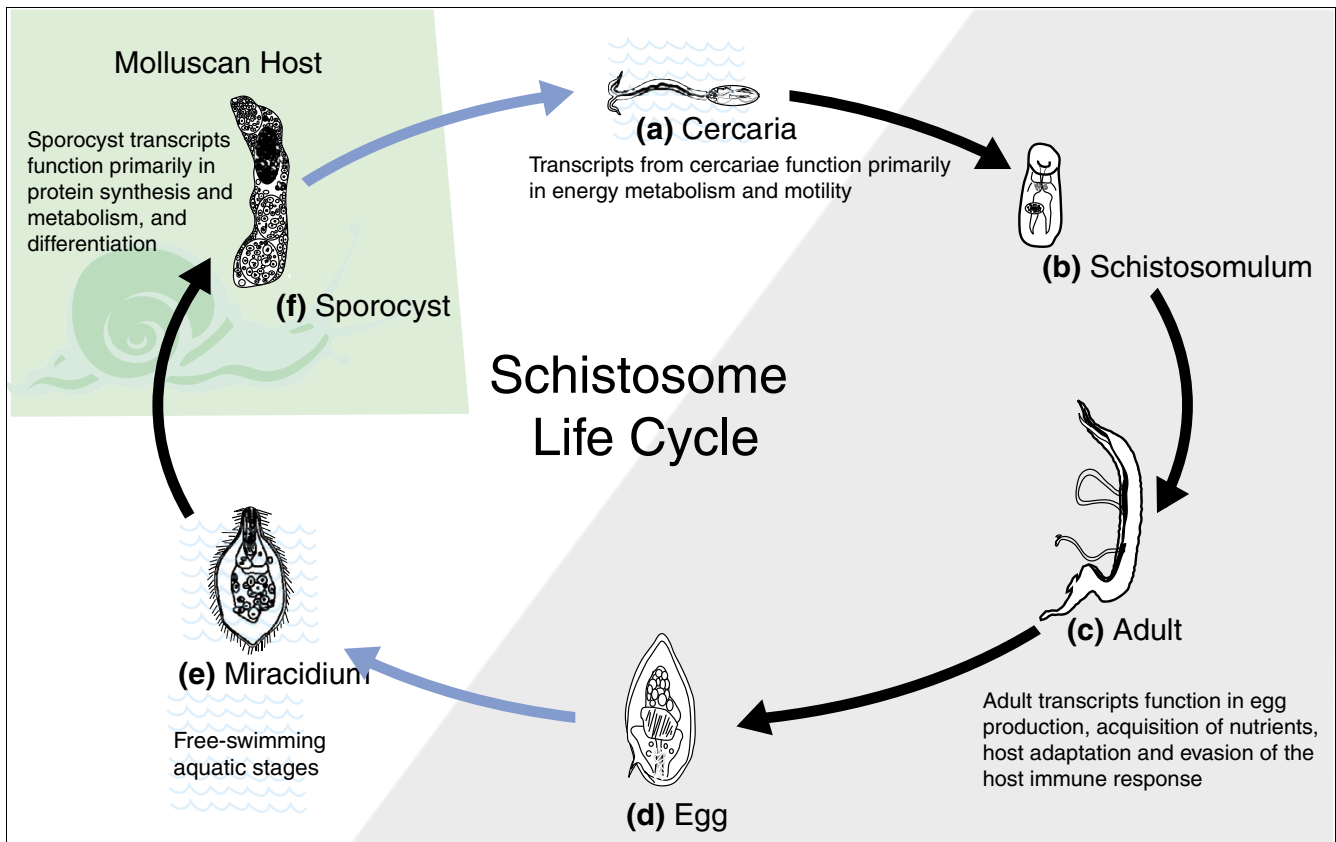 Molluscan Host
Sporocyst transcripts
function primarily in
protein synthesis and
metabolism, and
differentiation
(f) Sporocyst
(a) Cercaria
Transcripts from cercariae function primarily
in energy metabolism and motility
(b) Schistosomulum
Schistosome
Life Cycle
(c) Adult
Adult transcripts function in egg
production, acquisition of nutrients,
host adaptation and evasion of the
host immune response
(d) Egg
(e) Miracidium
Free-swimming
aquatic stages